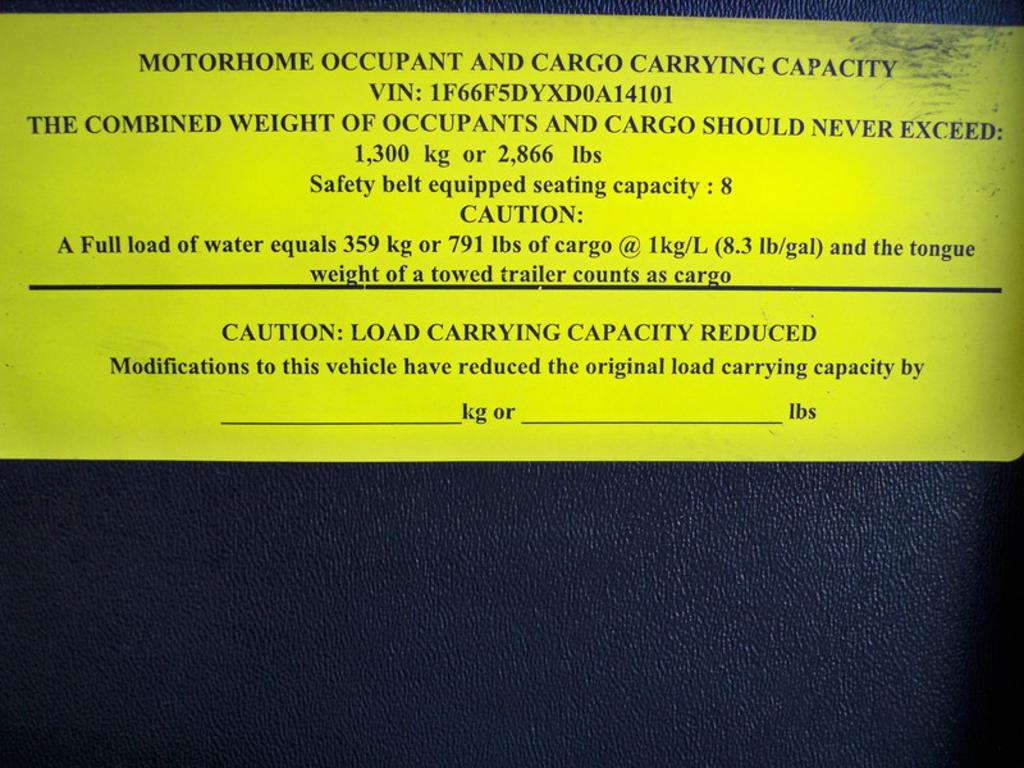 MOTORHOME OCCUPANT AND CARGO CARRYING CAPACITY
VIN: 1F66F5DYXD0A14101
THE COMBINED WEIGHT OF OCCUPANTS AND CARGO SHOULD NEVER EXCEED:
1,300 kg or 2,866 lbs
Safety belt equipped seating capacity : 8
CAUTION:
A Full load of water equals 359 kg or 791 lbs of cargo @ 1kg/L (8.3 lb/gal) and the tongue
weight of a towed trailer counts as cargo
CAUTION: LOAD CARRYING CAPACITY REDUCED
Modifications to this vehicle have reduced the original load carrying capacity by
____________________kg or ______________________ lbs